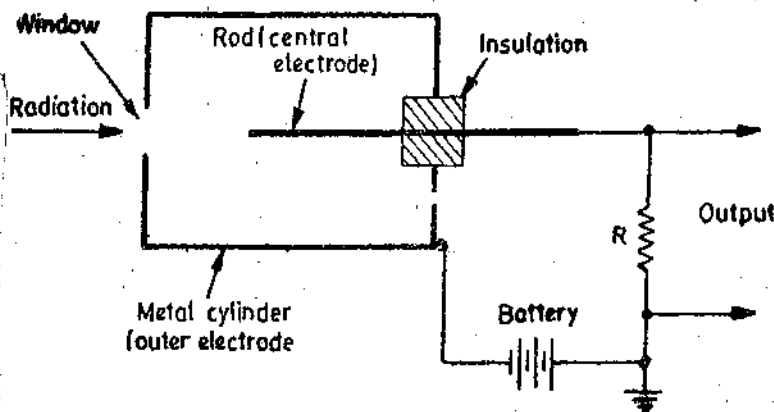 Window
Rod (central
electrode)
Insulation
Radiation
Output
R
Metal cylinder
(outer electrode
Battery